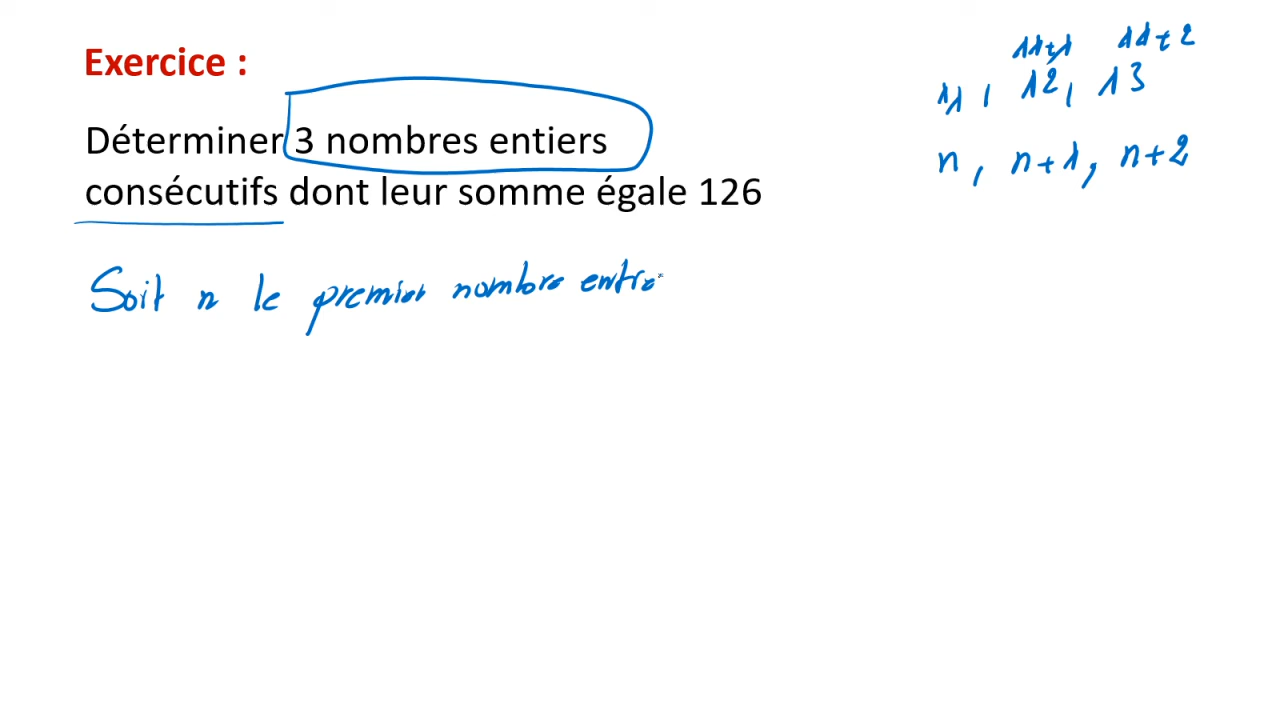 Exercice :
11+1 11+2
11, 12, 13
Déterminer 3 nombres entiers
n, n+1, n+2
consécutifs dont leur somme égale 126
Soit n le premier nombre entie